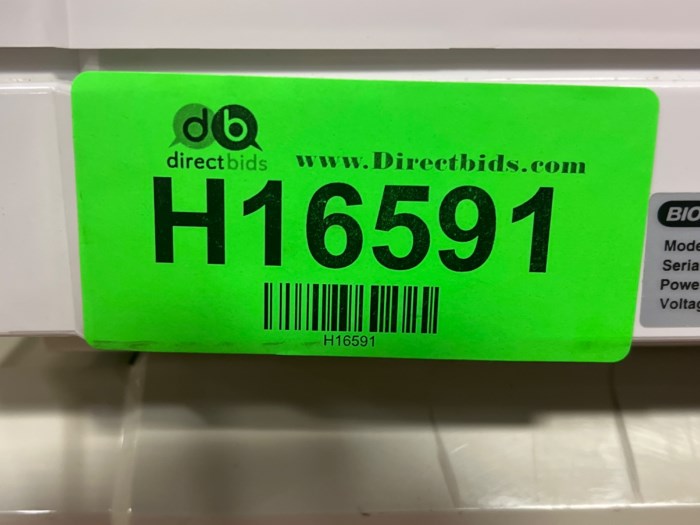 db
directbids
www.Directbids.com
H16591
H16591
BIO
Mode
Seria
Powe
Voltag